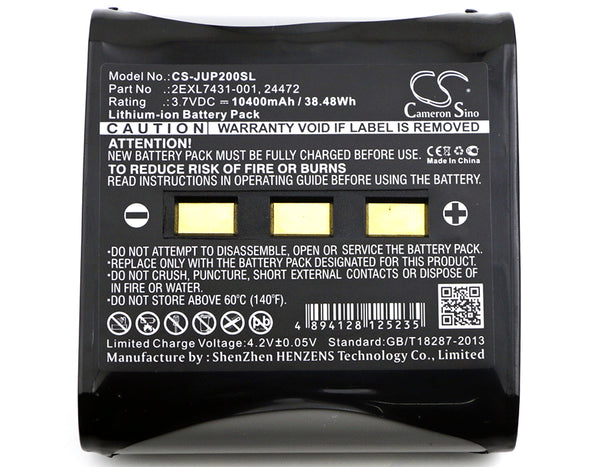 Model No.:CS-JUP200SL
P/N : 2EXL7431-001, 24472
Rating : 3.7VDC ⎓ 10400mAh / 38.48Wh
Lithium-ion Battery Pack
CS
Cameron Sino
CAUTION WARRANTY VOID IF LABEL IS REMOVED
ATTENTION!
NEW BATTERY PACK MUST BE FULLY CHARGED BEFORE USE.
TO REDUCE RISK OF FIRE OR BURNS
READ INSTRUCTIONS IN OPERATING GUIDE BEFORE USING BATTERY.
CE FC
Made In China
− +
·DO NOT ATTEMPT TO DISASSEMBLE, OPEN OR SERVICE THE BATTERY PACK.
·REPLACE ONLY WITH THE BATTERY PACK SPECIFIED FOR THIS PRODUCT.
·DO NOT CRUSH, PUNCTURE, SHORT EXTERNAL CONTACTS OR DISPOSE OF
IN FIRE OR WATER.
·DO NOT STORE ABOVE 60°C (140°F).
4 894128 125235
Limited Charge Voltage:4.2V±0.05V Standard:GB/T18287-2013
Manufacture by : ShenZhen HENZENS Technology Co., Limited